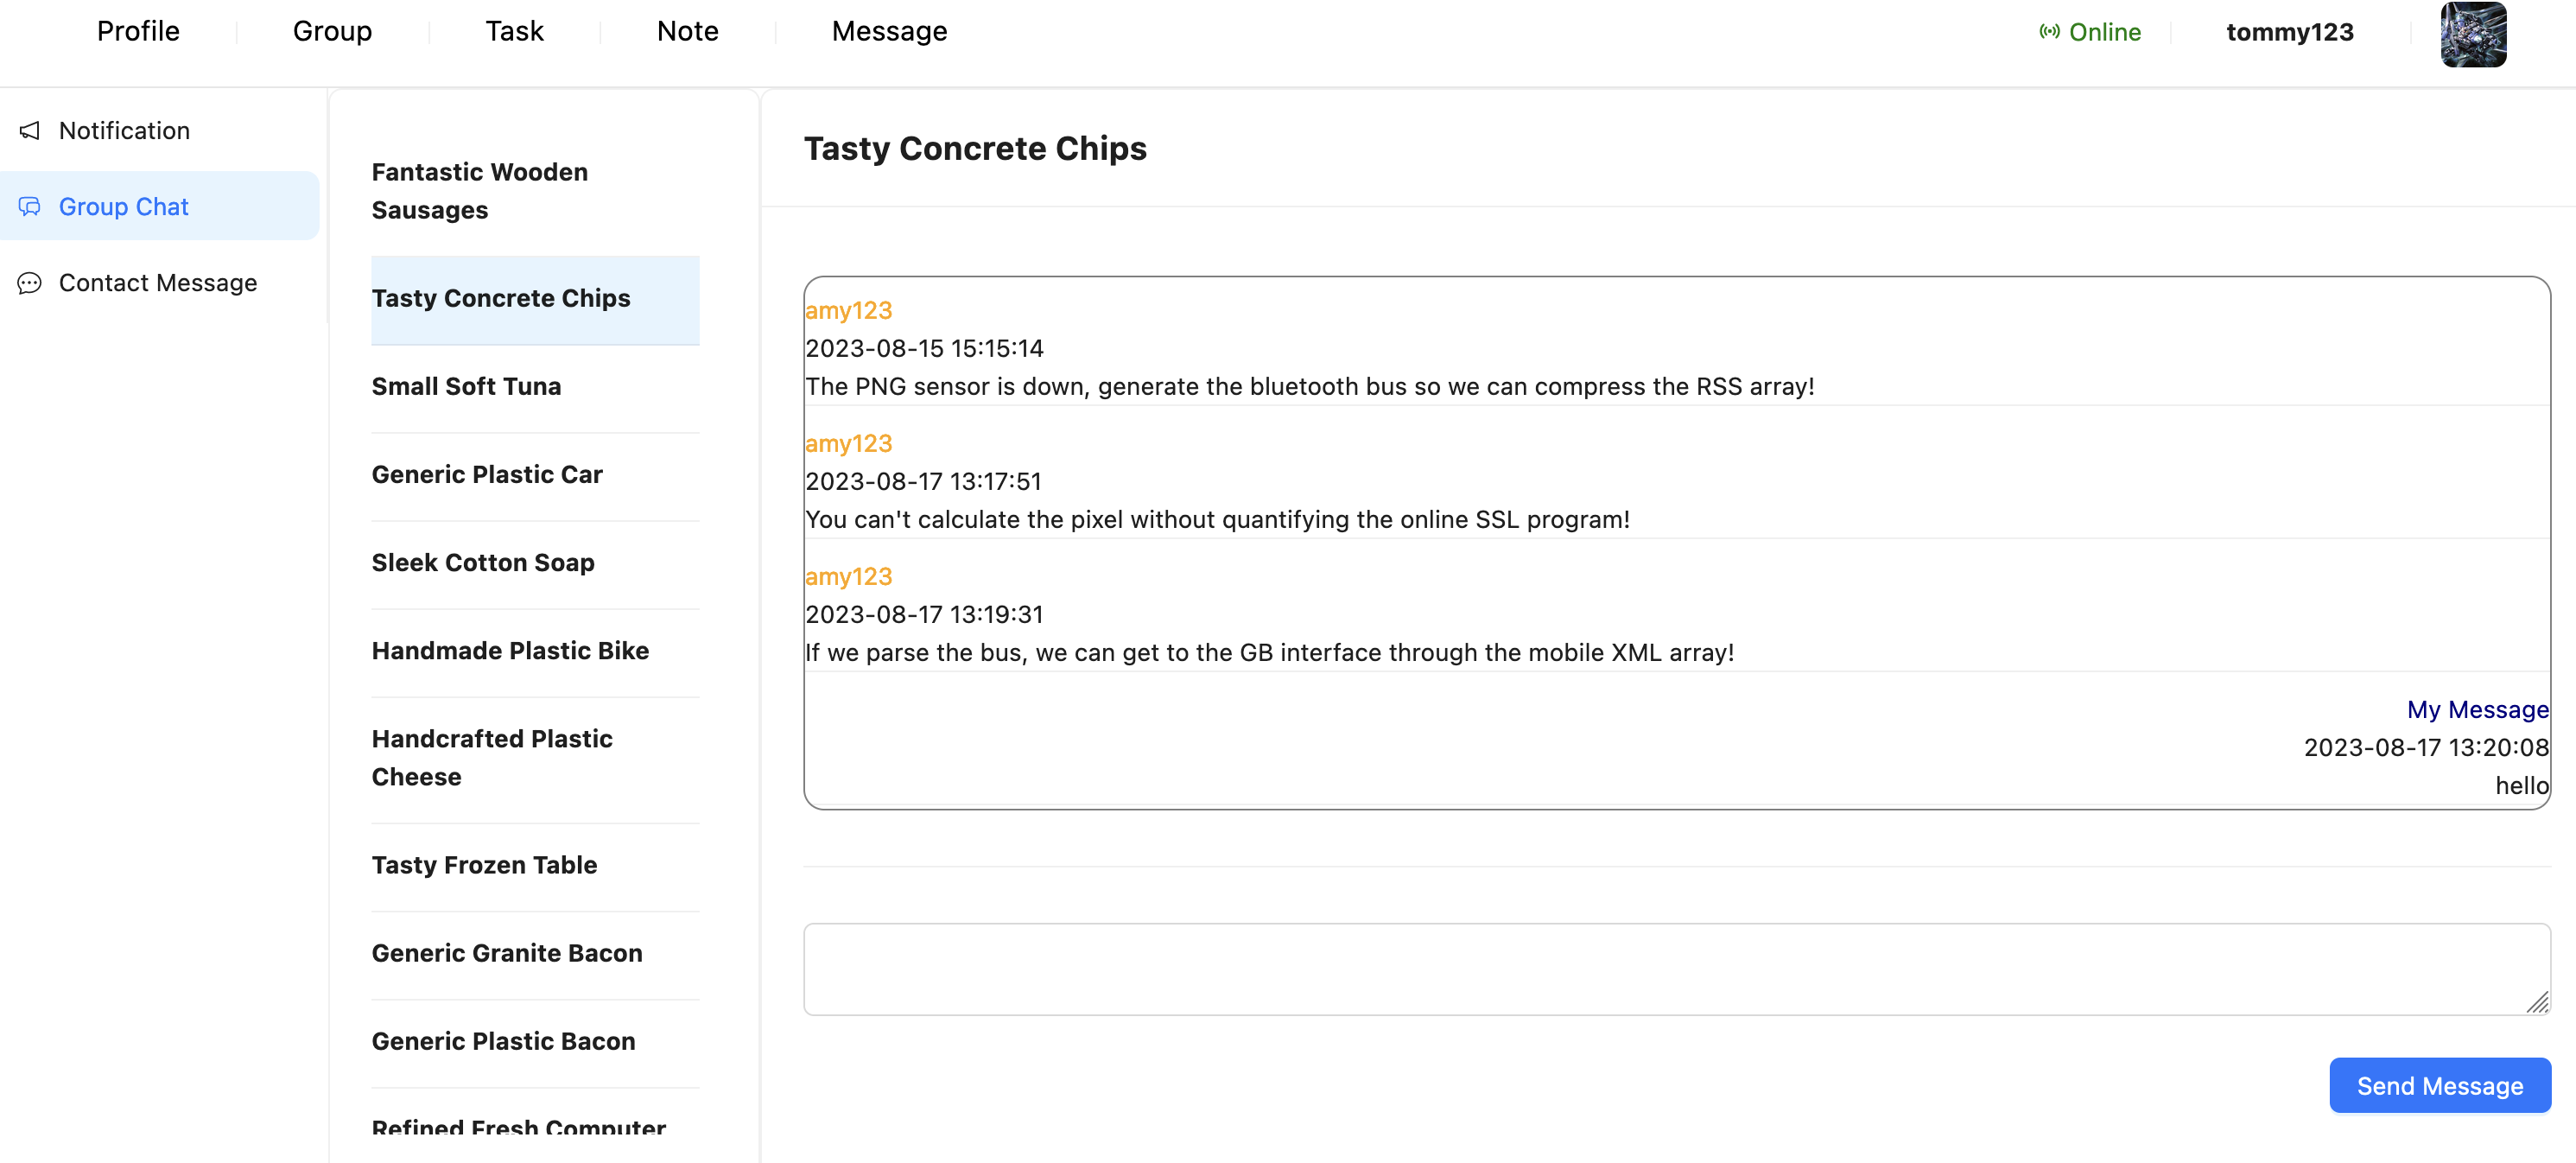 Profile
Group
Task
Note
Message
Online
tommy123
Notification
Group Chat
Contact Message
Fantastic Wooden
Sausages
Tasty Concrete Chips
Small Soft Tuna
Generic Plastic Car
Sleek Cotton Soap
Handmade Plastic Bike
Handcrafted Plastic
Cheese
Tasty Frozen Table
Generic Granite Bacon
Generic Plastic Bacon
Refined Fresh Computer
Tasty Concrete Chips
amy123
2023-08-15 15:15:14
The PNG sensor is down, generate the bluetooth bus so we can compress the RSS array!
amy123
2023-08-17 13:17:51
You can't calculate the pixel without quantifying the online SSL program!
amy123
2023-08-17 13:19:31
If we parse the bus, we can get to the GB interface through the mobile XML array!
My Message
2023-08-17 13:20:08
hello
Send Message